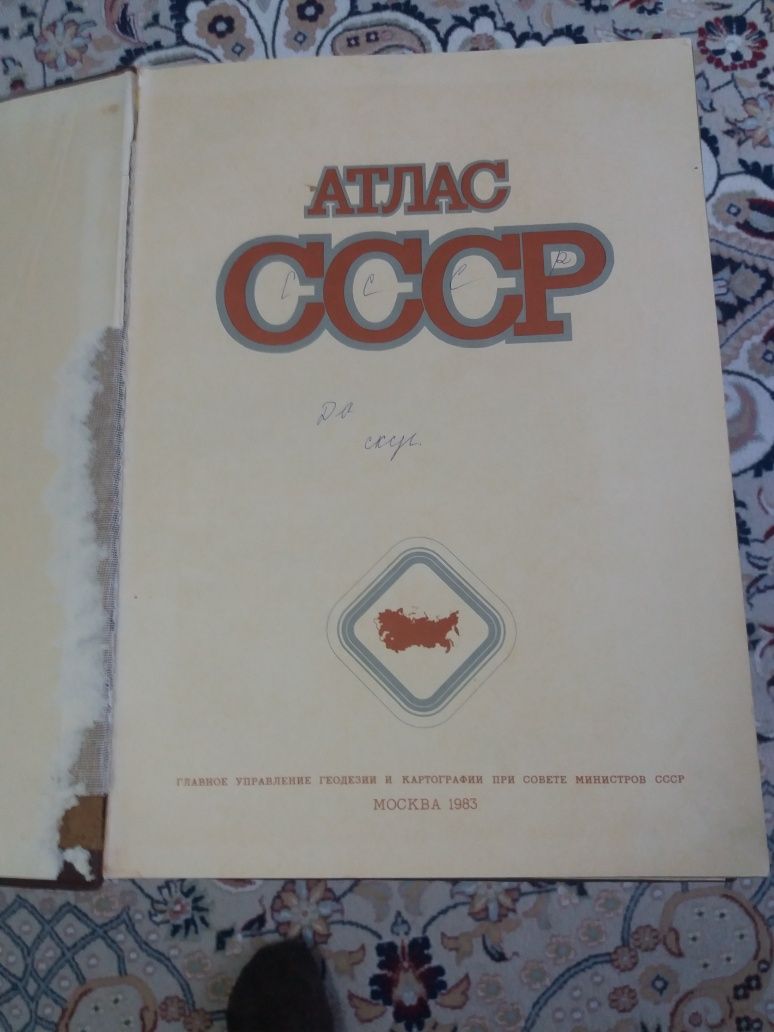 АТЛАС
СССР
С С С Р
ГЛАВНОЕ УПРАВЛЕНИЕ ГЕОДЕЗИИ И КАРТОГРАФИИ ПРИ СОВЕТЕ МИНИСТРОВ СССР
МОСКВА 1983